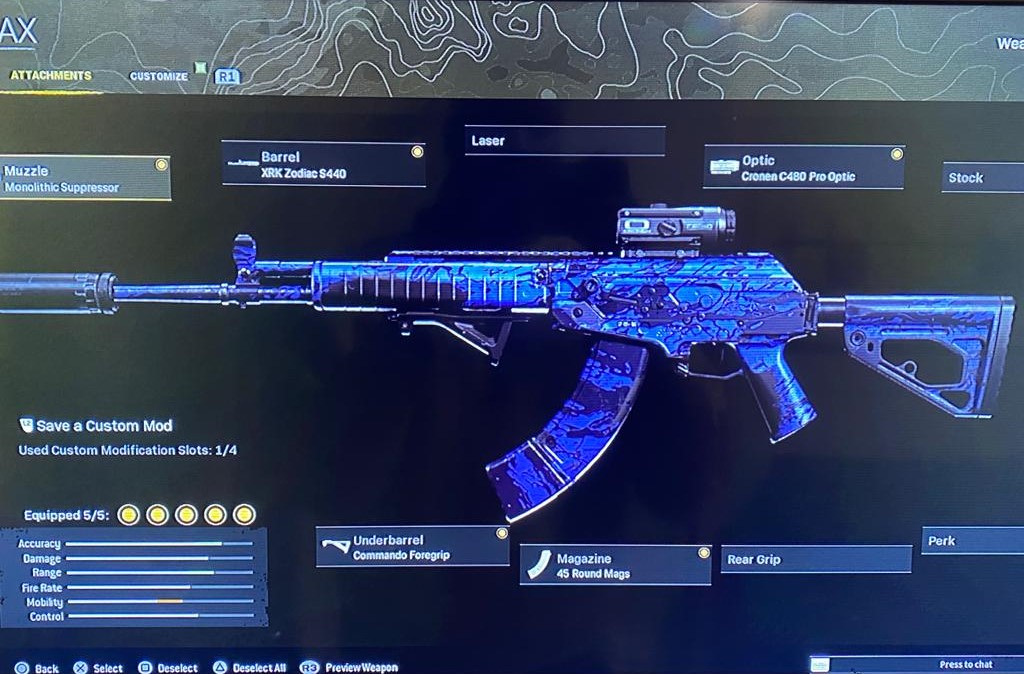 AX
Wea
ATTACHMENTS
CUSTOMIZE R1
Muzzle
Monolithic Suppressor
Barrel
XRK Zodiac S440
Laser
Optic
Cronen C480 Pro Optic
Stock
Save a Custom Mod
Used Custom Modification Slots: 1/4
Equipped 5/5:
Accuracy
Damage
Range
Fire Rate
Mobility
Control
Underbarrel
Commando Foregrip
Magazine
45 Round Mags
Rear Grip
Perk
Back
Select
Deselect
Deselect All
R3 Preview Weapon
Press to chat